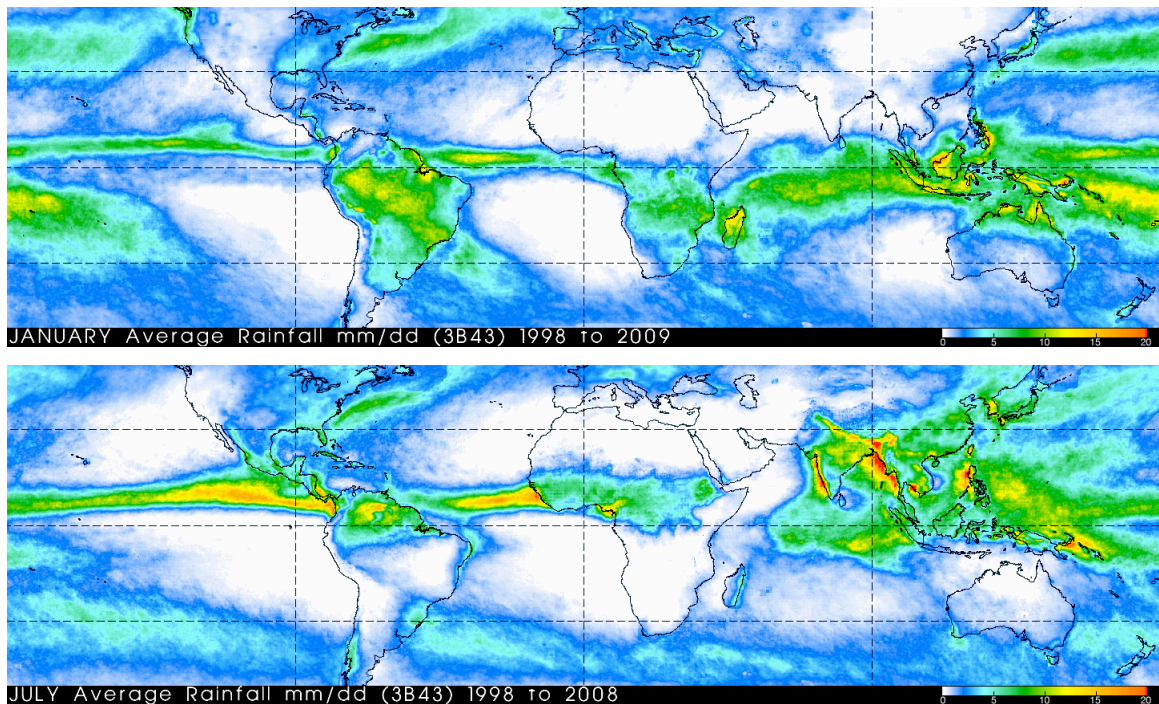 JANUARY Average Rainfall mm/dd (3B43) 1998 to 2009
0 5 10 15 20
JULY Average Rainfall mm/dd (3B43) 1998 to 2008
0 5 10 15 20